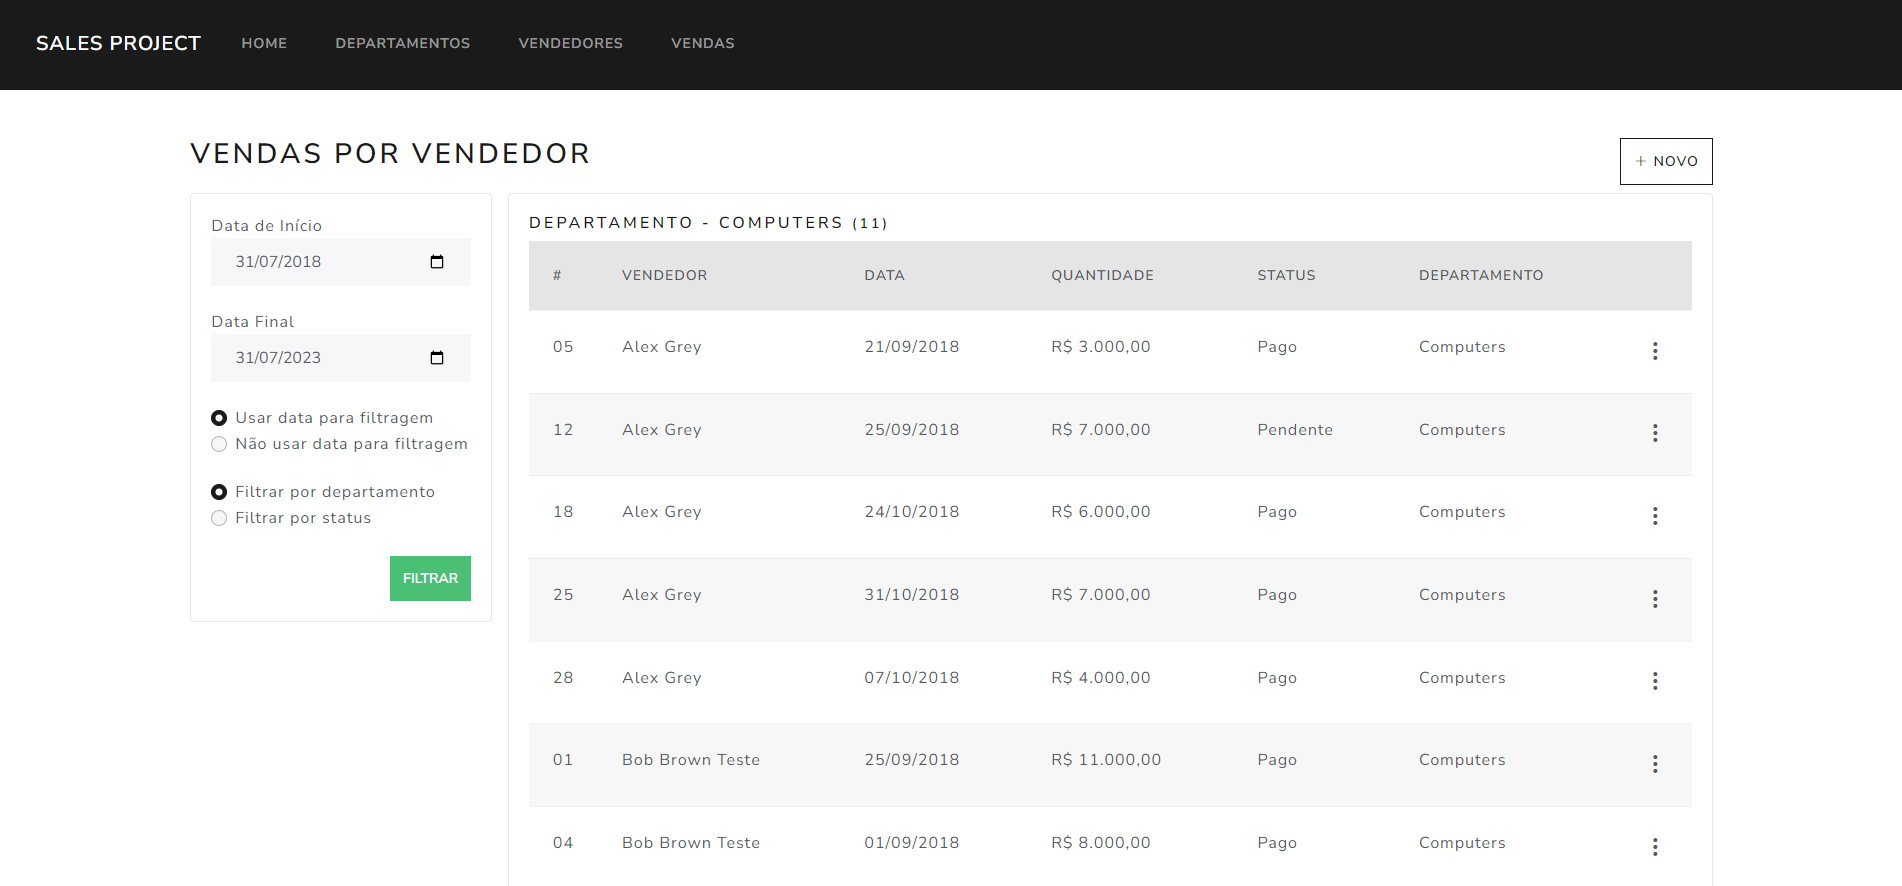 SALES PROJECT HOME DEPARTAMENTOS VENDEDORES VENDAS
VENDAS POR VENDEDOR
+ NOVO
Data de Início
31/07/2018
Data Final
31/07/2023
Usar data para filtragem
Não usar data para filtragem
Filtrar por departamento
Filtrar por status
FILTRAR
DEPARTAMENTO - COMPUTERS (11)
# VENDEDOR DATA QUANTIDADE STATUS DEPARTAMENTO
05 Alex Grey 21/09/2018 R$ 3.000,00 Pago Computers
12 Alex Grey 25/09/2018 R$ 7.000,00 Pendente Computers
18 Alex Grey 24/10/2018 R$ 6.000,00 Pago Computers
25 Alex Grey 31/10/2018 R$ 7.000,00 Pago Computers
28 Alex Grey 07/10/2018 R$ 4.000,00 Pago Computers
01 Bob Brown Teste 25/09/2018 R$ 11.000,00 Pago Computers
04 Bob Brown Teste 01/09/2018 R$ 8.000,00 Pago Computers